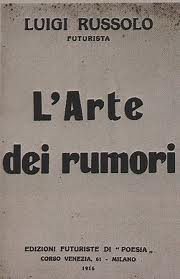 LUIGI RUSSOLO
FUTURISTA
L'Arte
dei rumori
EDIZIONI FUTURISTE DI "POESIA"
CORSO VENEZIA, 61 - MILANO
1916